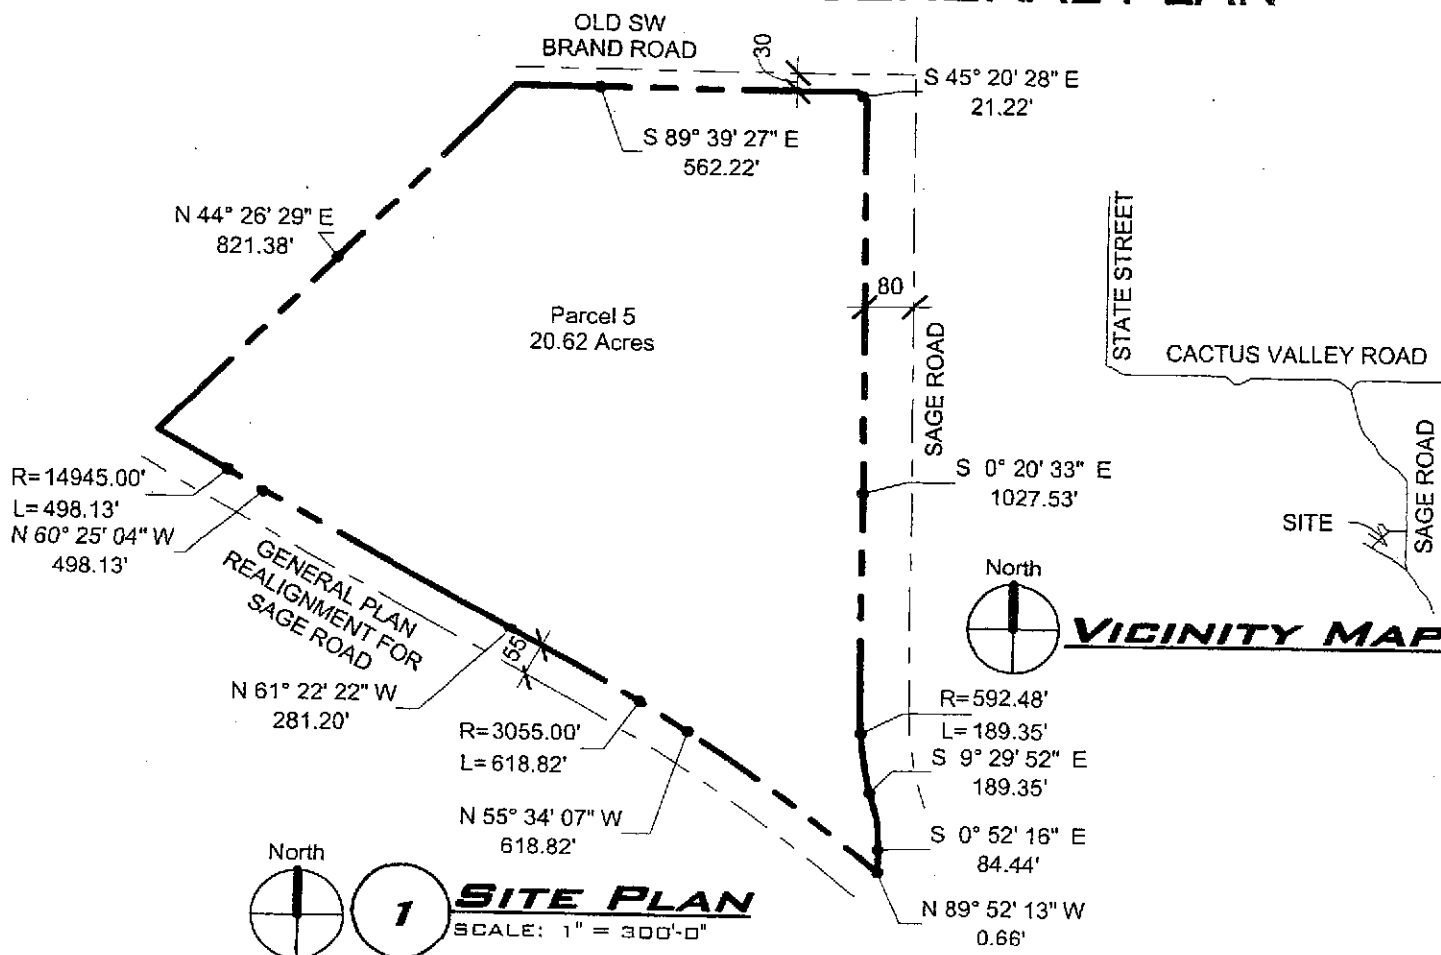 OLD SW
BRAND ROAD
30
S 45° 20' 28" E
21.22'
S 89° 39' 27" E
562.22'
N 44° 26' 29" E
821.38'
Parcel 5
20.62 Acres
80
SAGE ROAD
STATE STREET
CACTUS VALLEY ROAD
SAGE ROAD
SITE
R=14945.00'
L=498.13'
N 60° 25' 04" W
498.13'
S 0° 20' 33" E
1027.53'
GENERAL PLAN
REALIGNMENT FOR
SAGE ROAD
55
North
VICINITY MAP
N 61° 22' 22" W
281.20'
R=3055.00'
L=618.82'
R=592.48'
L=189.35'
S 9° 29' 52" E
189.35'
N 55° 34' 07" W
618.82'
S 0° 52' 16" E
84.44'
N 89° 52' 13" W
0.66'
North
1
SITE PLAN
SCALE: 1" = 300'-0"